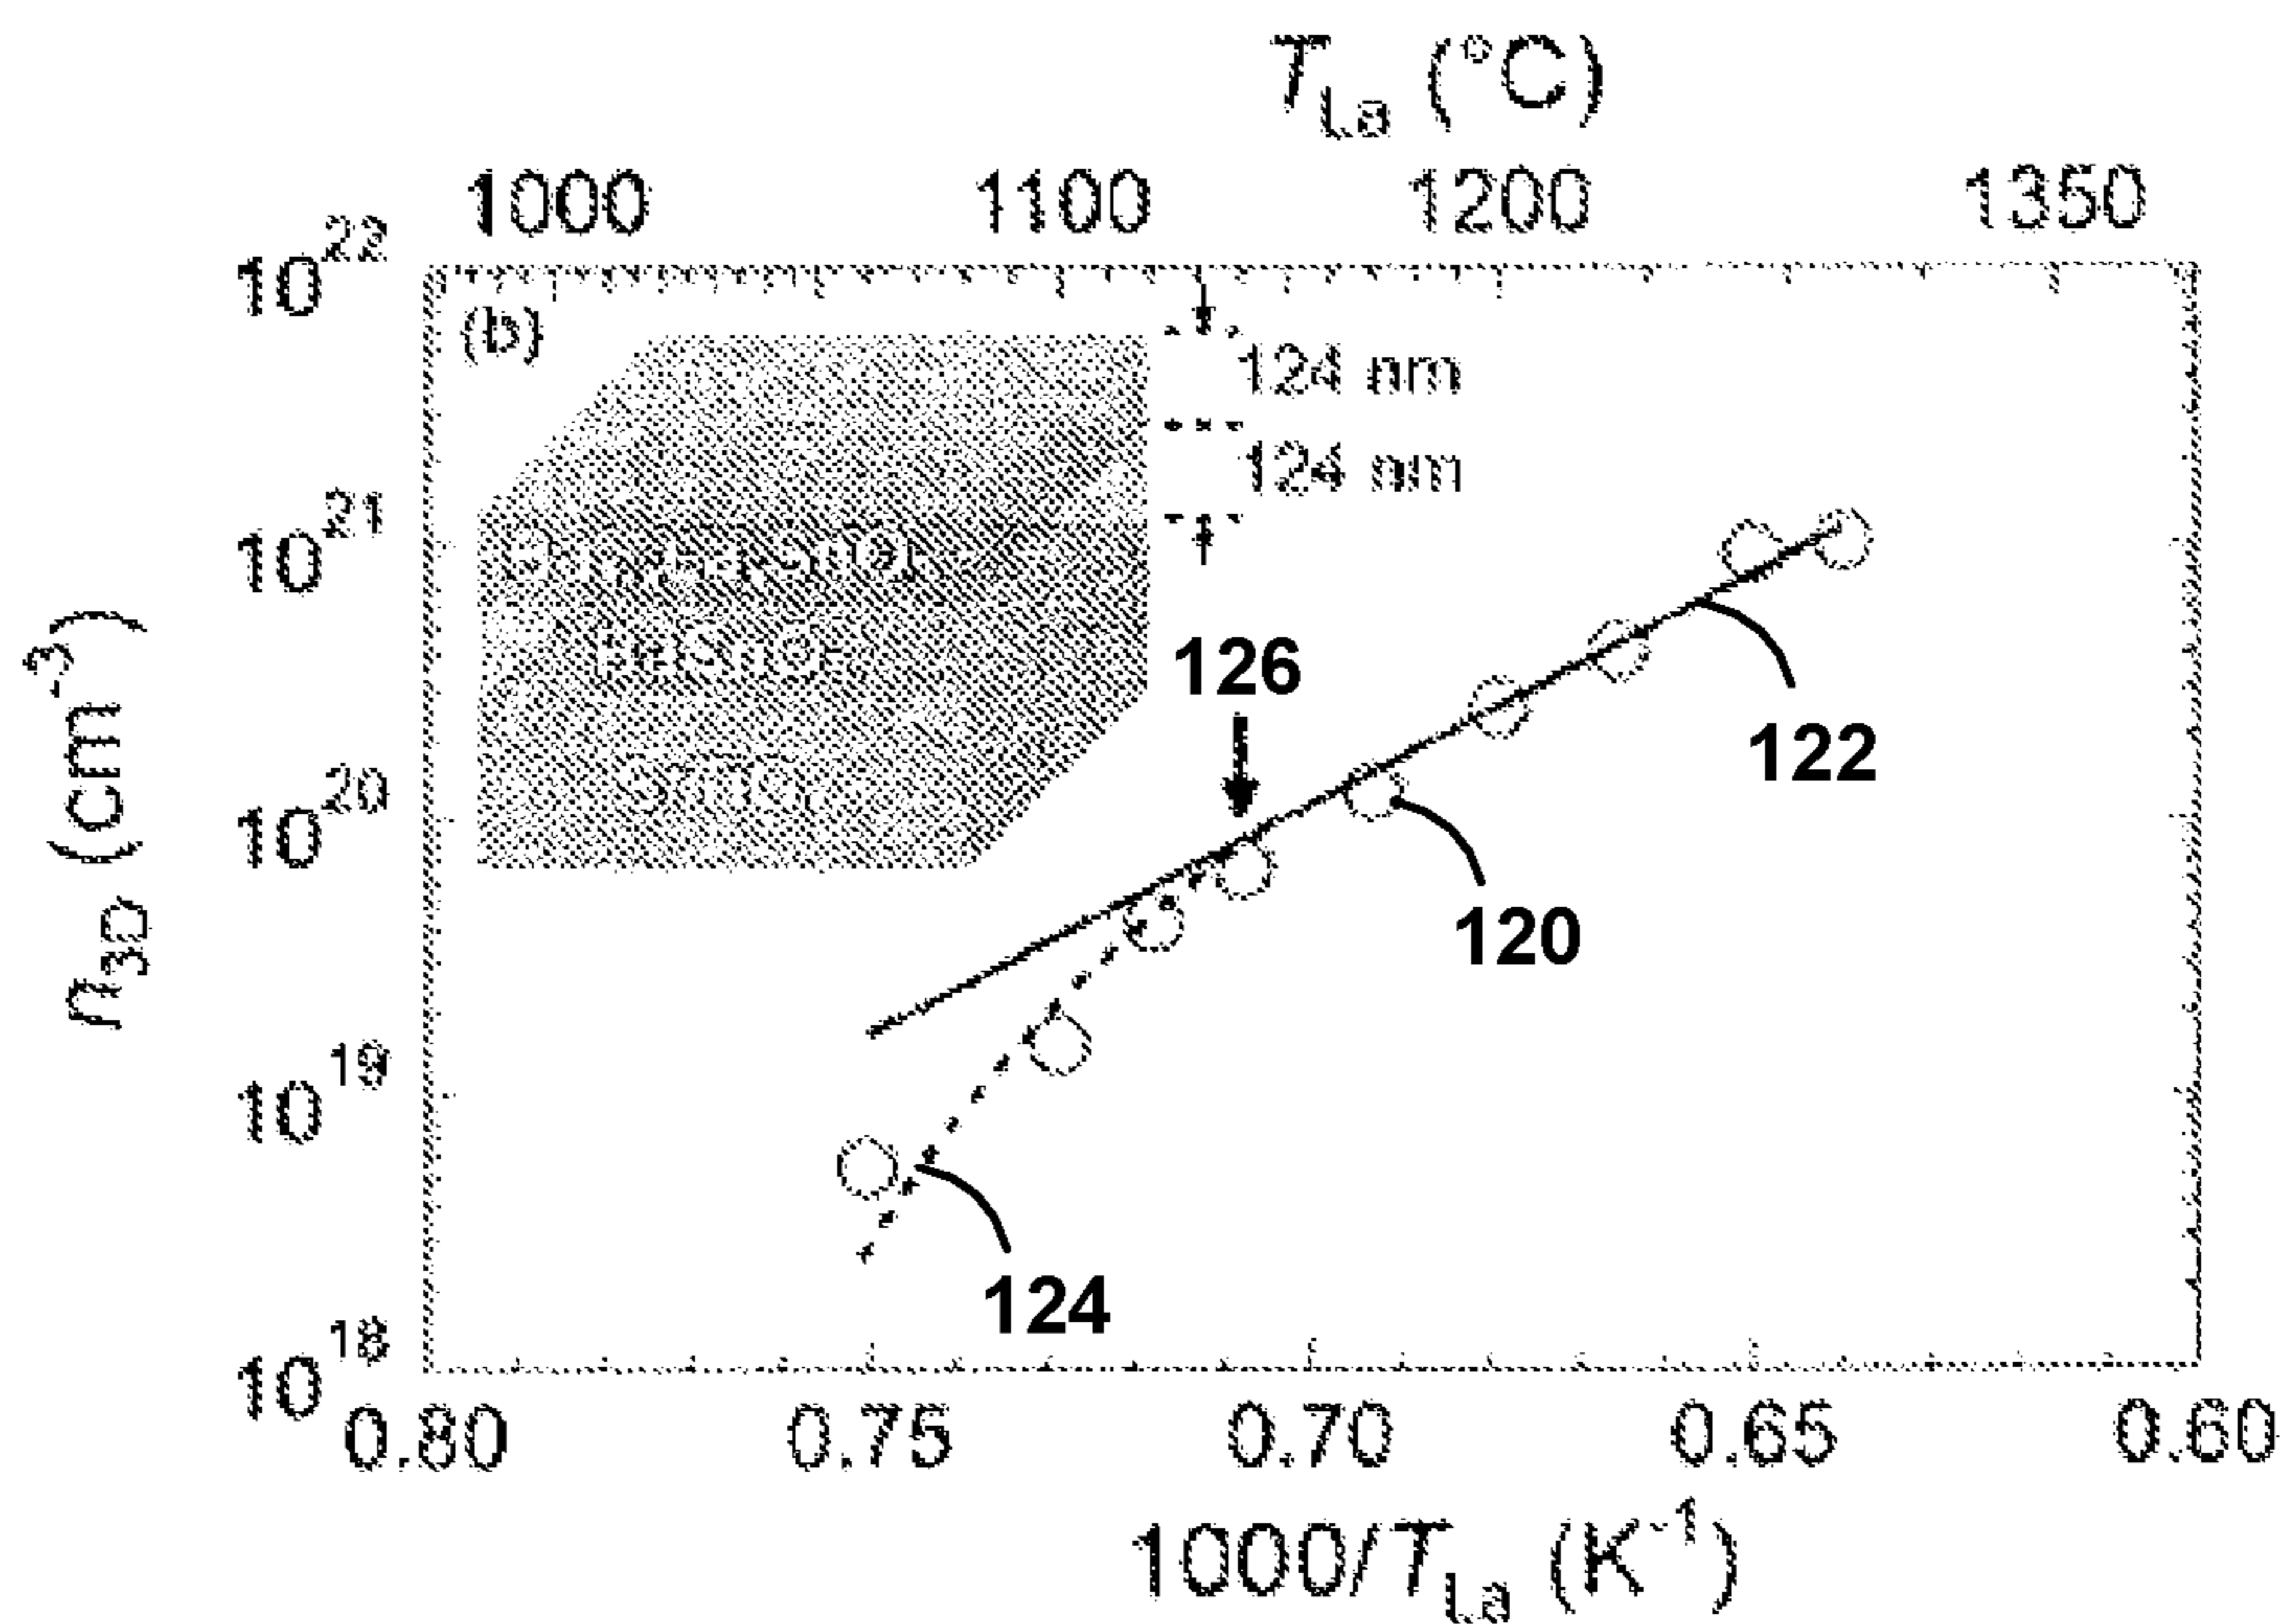 T_La (°C)
1000 1100 1200 1350
10^22
(b)
124 nm
124 nm
10^21
126
122
n_3D (cm^-3)
10^20
120
10^19
124
10^18
0.80 0.75 0.70 0.65 0.60
1000/T_La (K^-1)